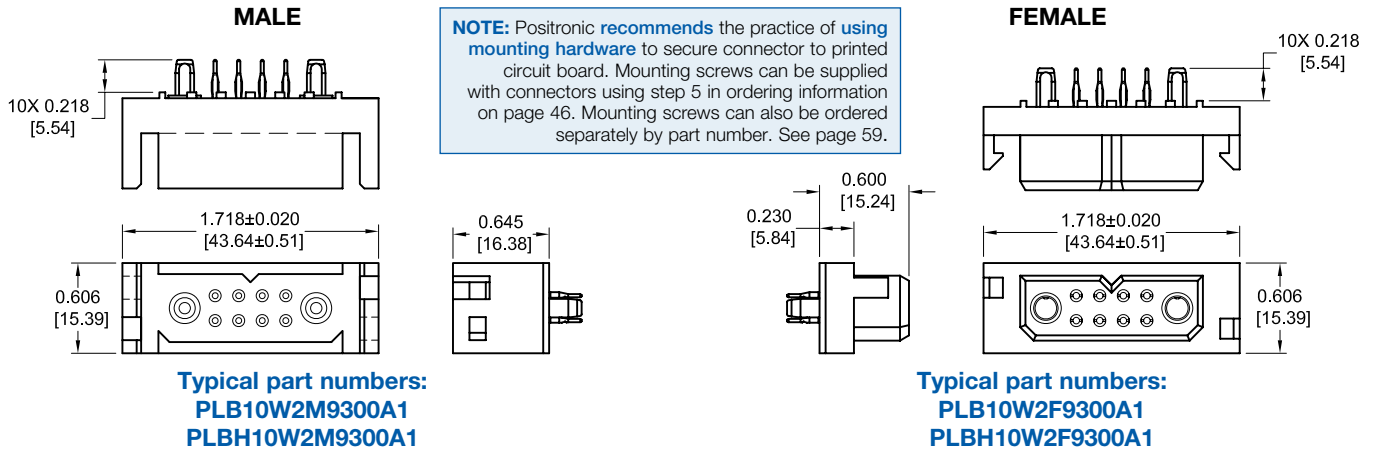 MALE
10X 0.218
[5.54]
1.718±0.020
[43.64±0.51]
0.606
[15.39]
0.645
[16.38]
Typical part numbers:
PLB10W2M9300A1
PLBH10W2M9300A1
NOTE: Positronic recommends the practice of using
mounting hardware to secure connector to printed
circuit board. Mounting screws can be supplied
with connectors using step 5 in ordering information
on page 46. Mounting screws can also be ordered
separately by part number. See page 59.
FEMALE
10X 0.218
[5.54]
0.600
[15.24]
0.230
[5.84]
1.718±0.020
[43.64±0.51]
0.606
[15.39]
Typical part numbers:
PLB10W2F9300A1
PLBH10W2F9300A1